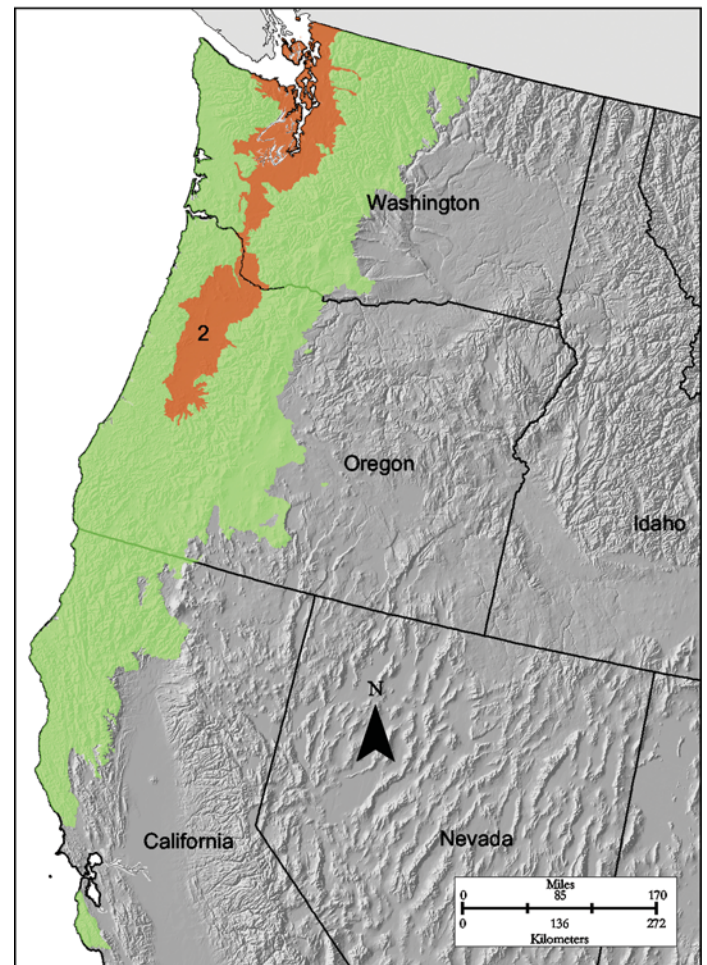 Washington
2
Oregon
Idaho
N
California
Nevada
Miles
0 85 170
0 136 272
Kilometers